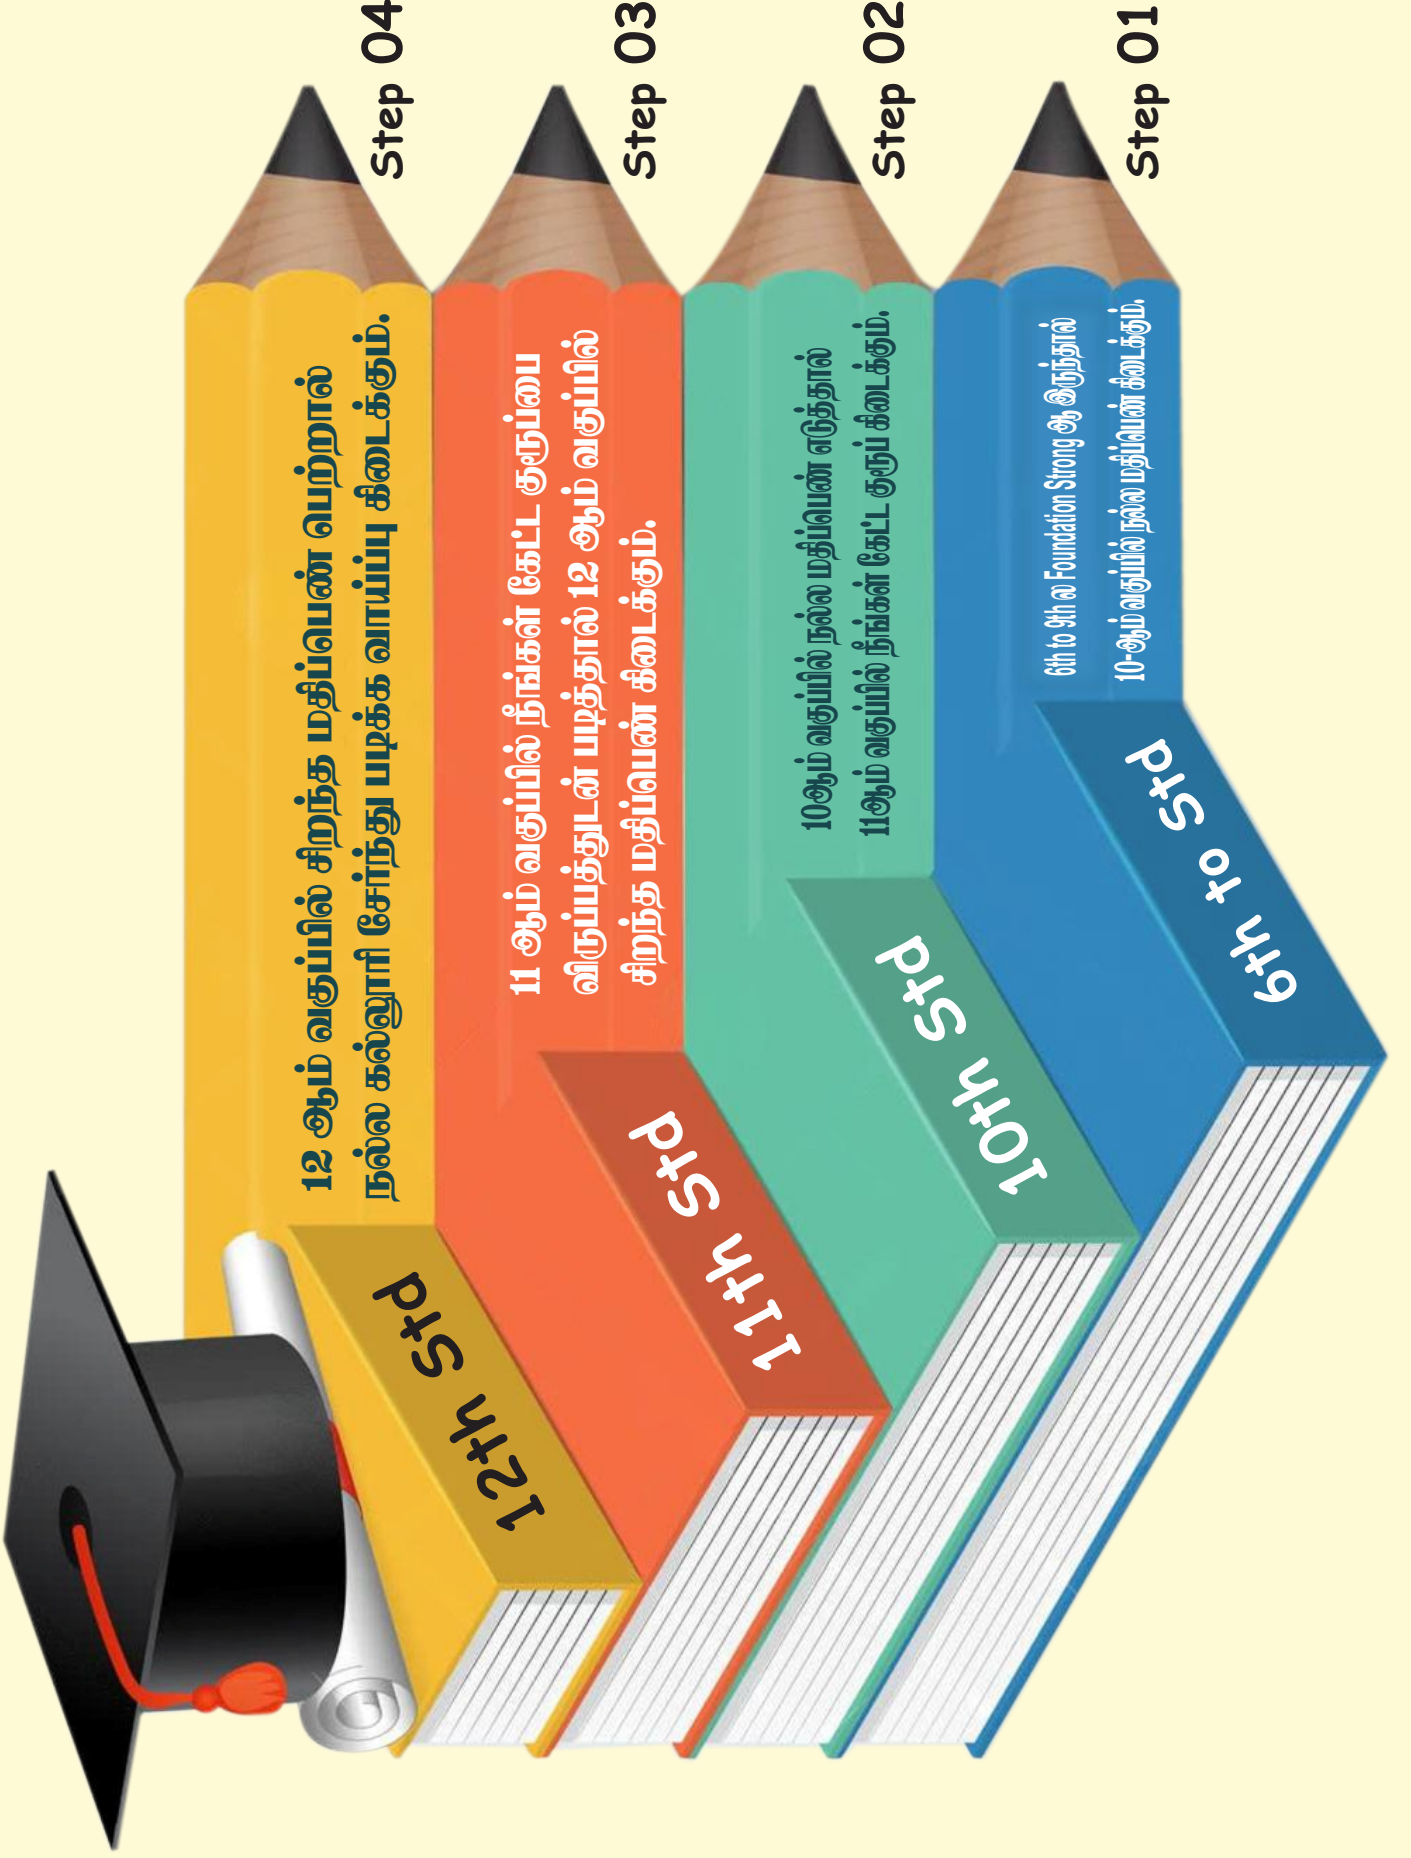 12th Std
12 ஆம் வகுப்பில் சிறந்த மதிப்பெண் பெற்றால்
நல்ல கல்லூரி சேர்ந்து படிக்க வாய்ப்பு கிடைக்கும்.
Step 04
11th Std
11 ஆம் வகுப்பில் நீங்கள் கேட்ட குரூப்பை
விருப்பத்துடன் படித்தால் 12 ஆம் வகுப்பில்
சிறந்த மதிப்பெண் கிடைக்கும்.
Step 03
10th Std
10ஆம் வகுப்பில் நல்ல மதிப்பெண் எடுத்தால்
11ஆம் வகுப்பில் நீங்கள் கேட்ட குரூப் கிடைக்கும்.
Step 02
6th to Std
6th to 9th ல Foundation Strong ஆ இருந்தால்
10-ஆம் வகுப்பில் நல்ல மதிப்பெண் கிடைக்கும்.
Step 01